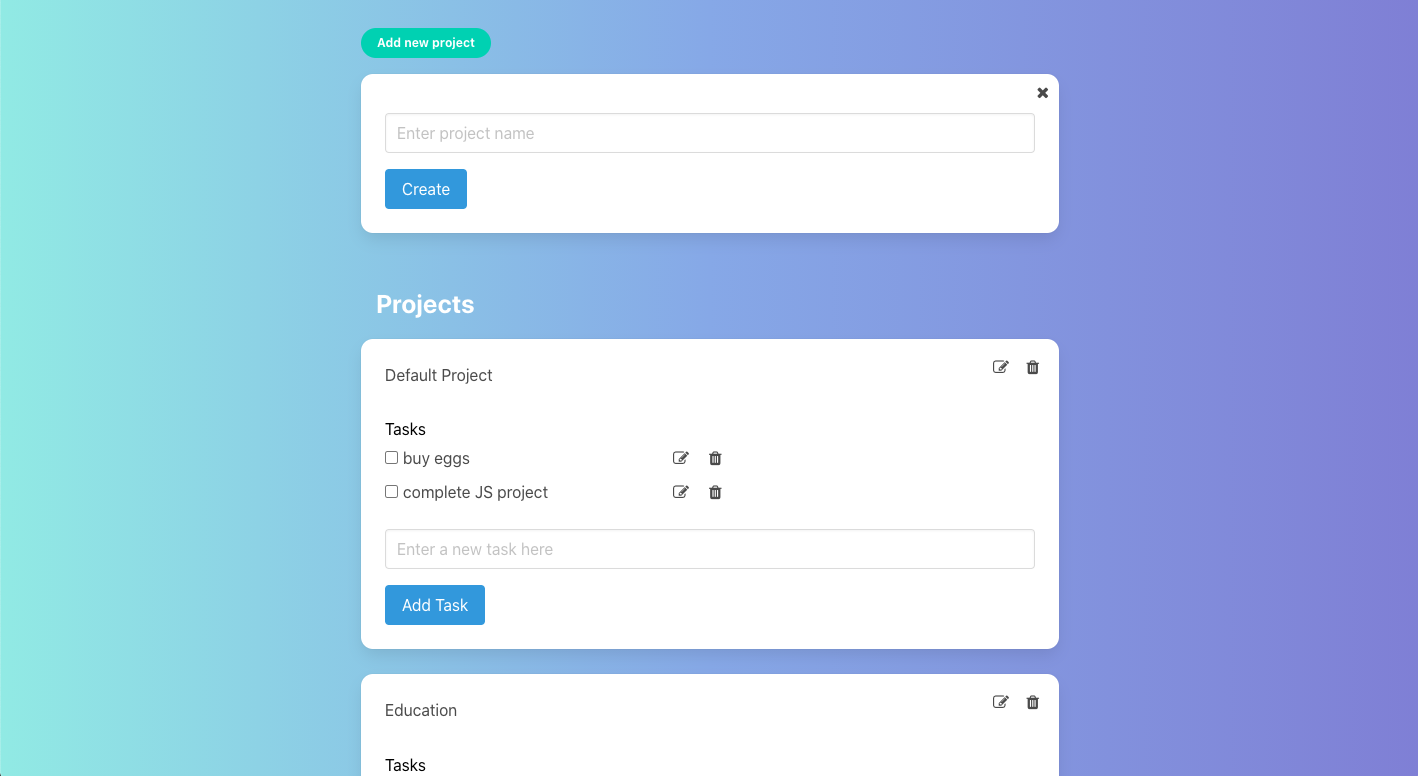 Add new project
Enter project name
Create
Projects
Default Project
Tasks
buy eggs
complete JS project
Enter a new task here
Add Task
Education
Tasks